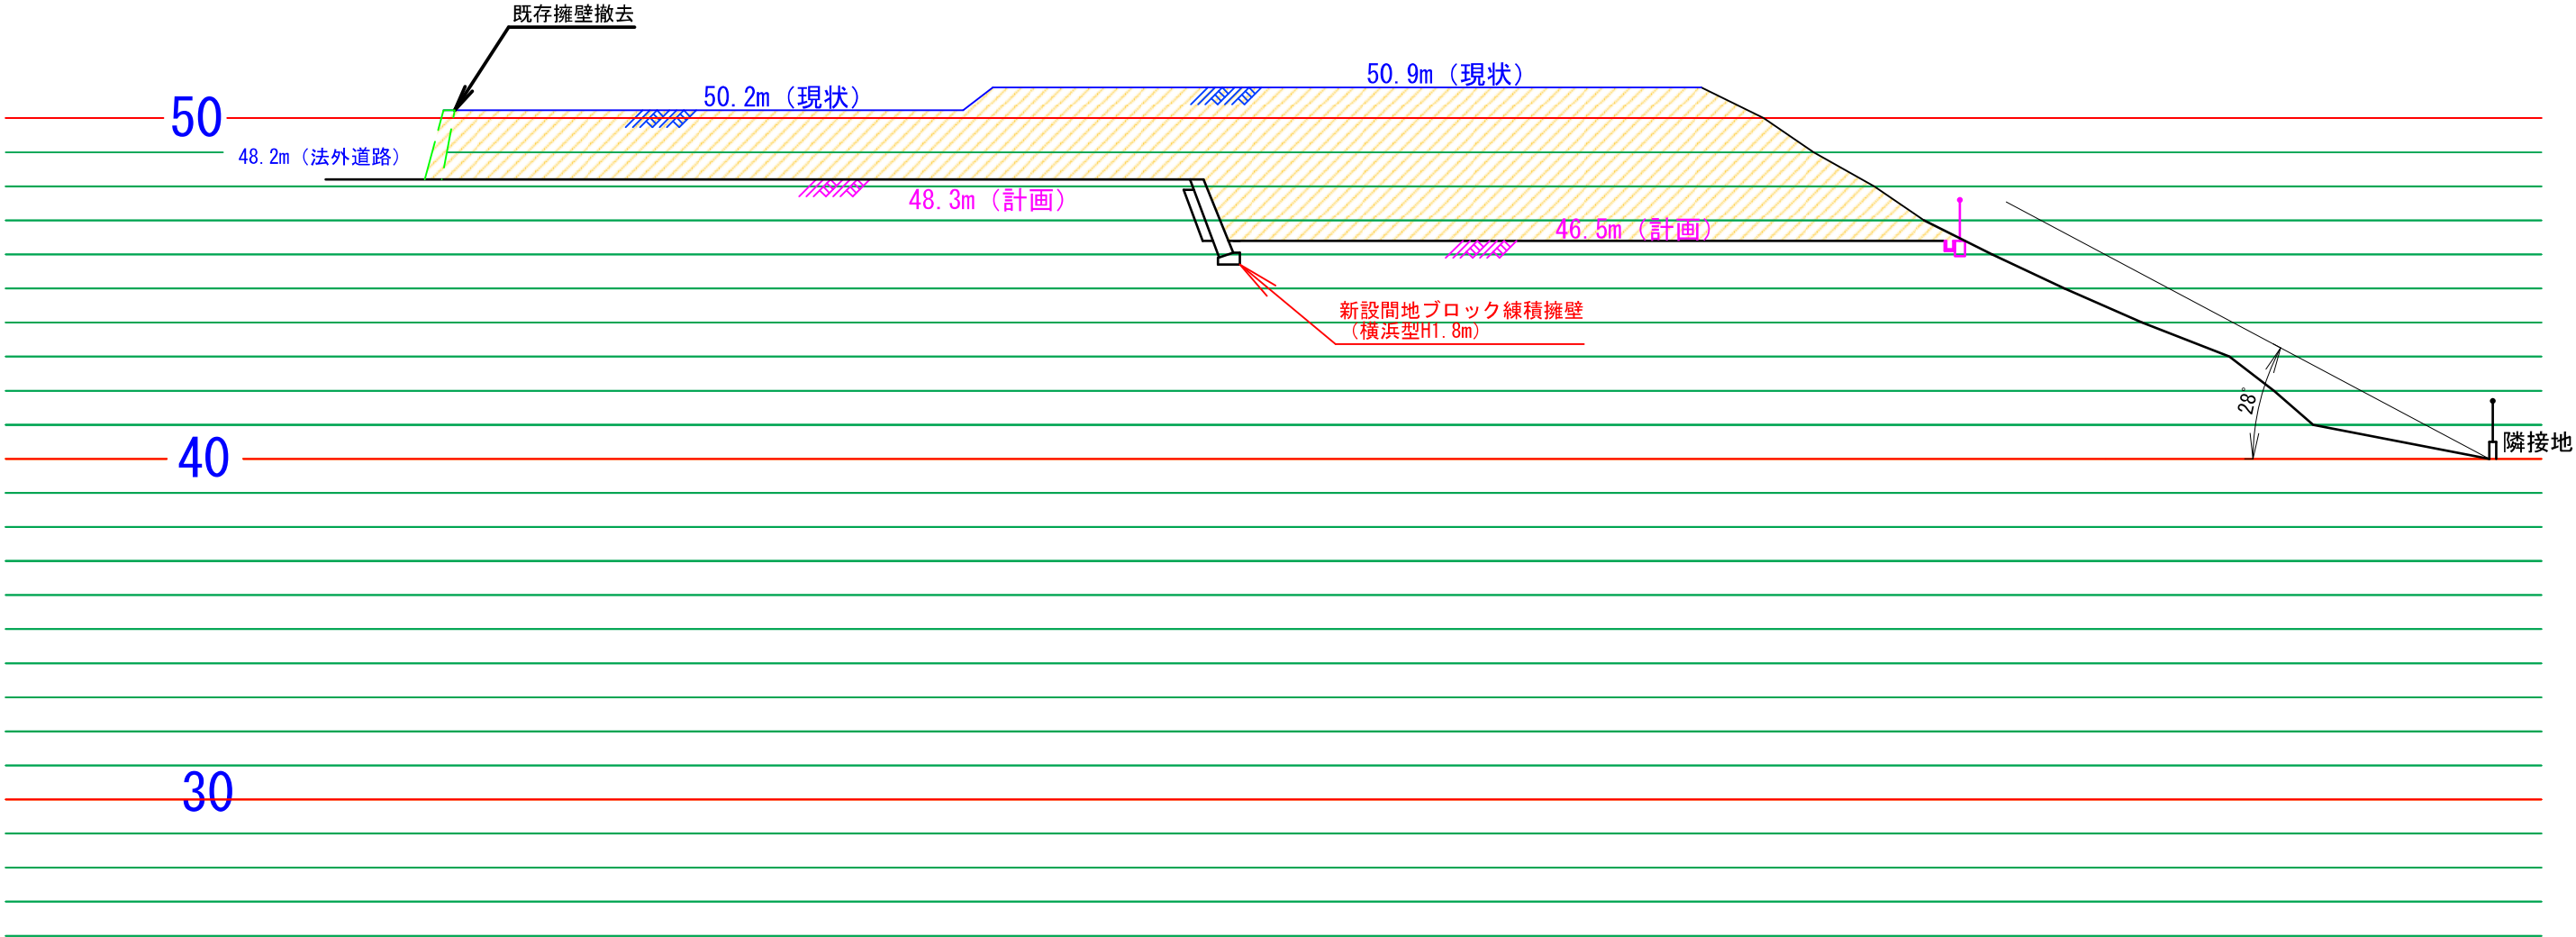 既存擁壁撤去
50.9m（現状）
50.2m（現状）
50
48.2m（法外道路）
48.3m（計画）
46.5m（計画）
新設間地ブロック練積擁壁
（横浜型H1.8m）
28°
隣接地
40
30